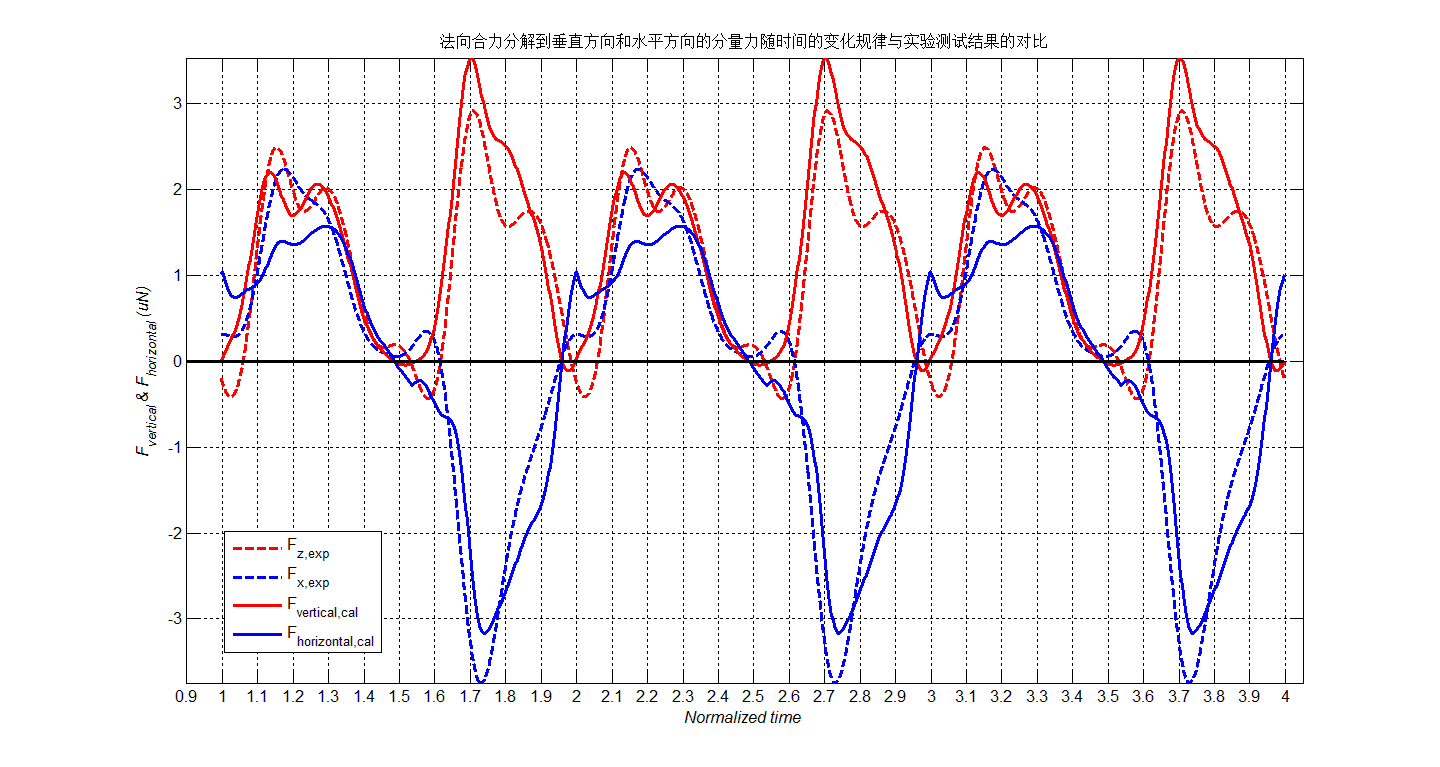 法向合力分解到垂直方向和水平方向的分量力随时间的变化规律与实验测试结果的对比
F_vertical & F_horizontal (uN)
3
2
1
0
-1
-2
-3
F_z,exp
F_x,exp
F_vertical,cal
F_horizontal,cal
0.9 1 1.1 1.2 1.3 1.4 1.5 1.6 1.7 1.8 1.9 2 2.1 2.2 2.3 2.4 2.5 2.6 2.7 2.8 2.9 3 3.1 3.2 3.3 3.4 3.5 3.6 3.7 3.8 3.9 4
Normalized time